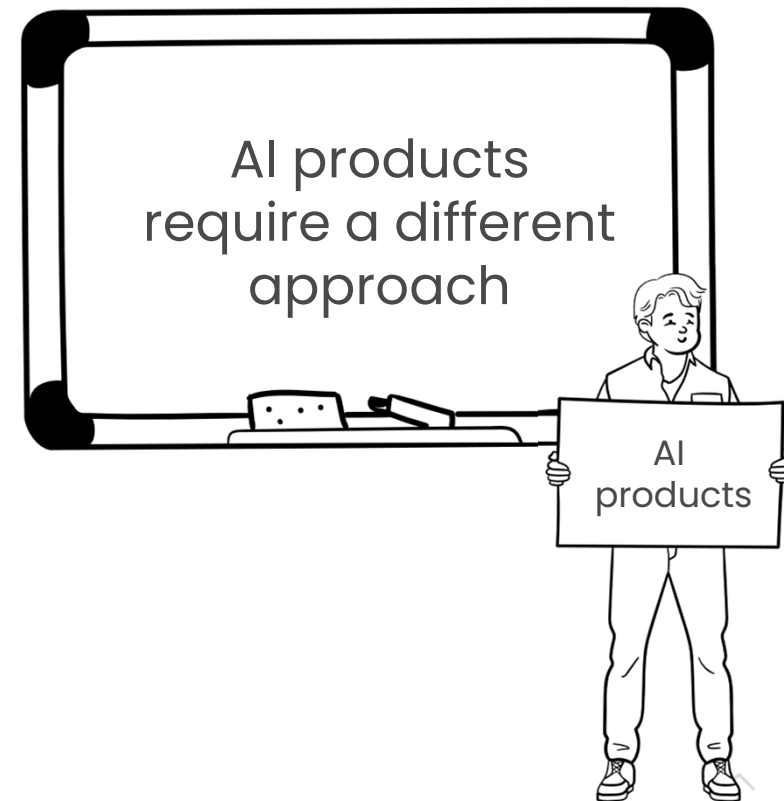 AI products
require a different
approach
AI
products